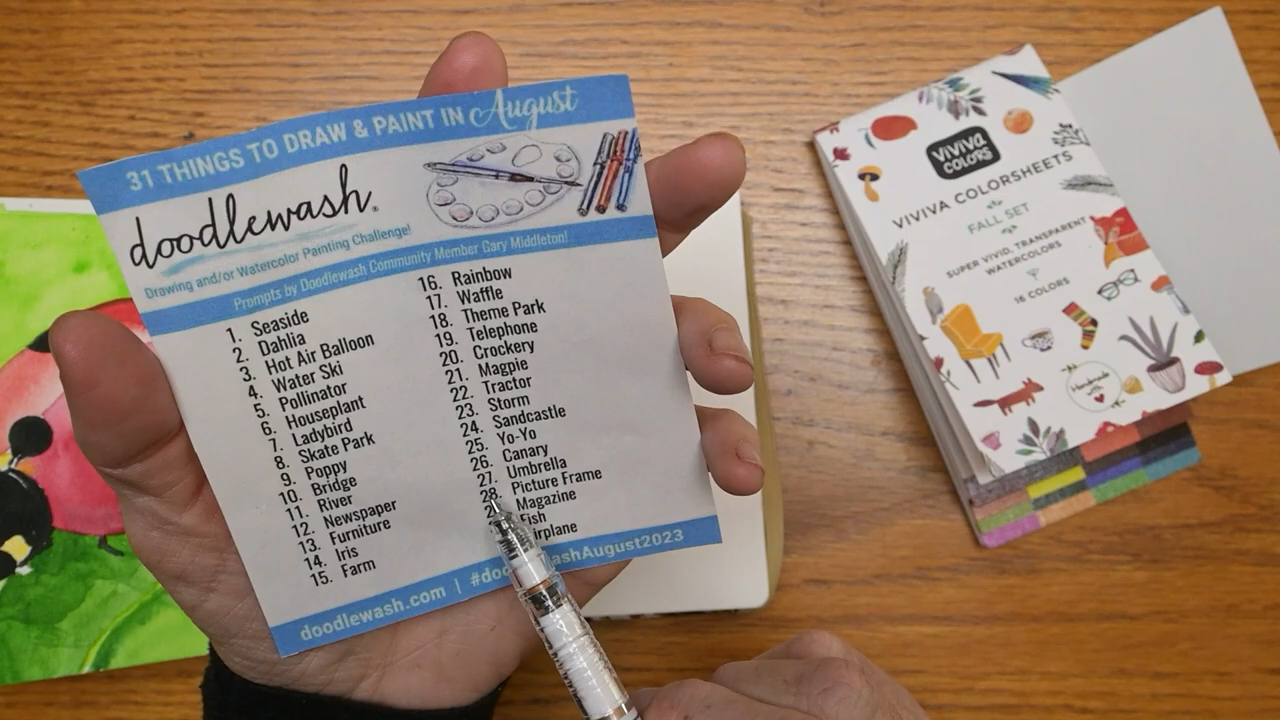 31 THINGS TO DRAW & PAINT IN August
doodlewash®
Drawing and/or Watercolor Painting Challenge!
Prompts by Doodlewash Community Member Gary Middleton!
1. Seaside
2. Dahlia
3. Hot Air Balloon
4. Water Ski
5. Pollinator
6. Houseplant
7. Ladybird
8. Skate Park
9. Poppy
10. Bridge
11. River
12. Newspaper
13. Furniture
14. Iris
15. Farm
16. Rainbow
17. Waffle
18. Theme Park
19. Telephone
20. Crockery
21. Magpie
22. Tractor
23. Storm
24. Sandcastle
25. Yo-Yo
26. Canary
27. Umbrella
28. Picture Frame
Magazine
Fish
irplane
doodlewash.com | #doo washAugust2023
VIVIVA
COLORS
VIVIVA COLORSHEETS
FALL SET
SUPER VIVID, TRANSPARENT
WATERCOLORS
16 COLORS
Handmade
with